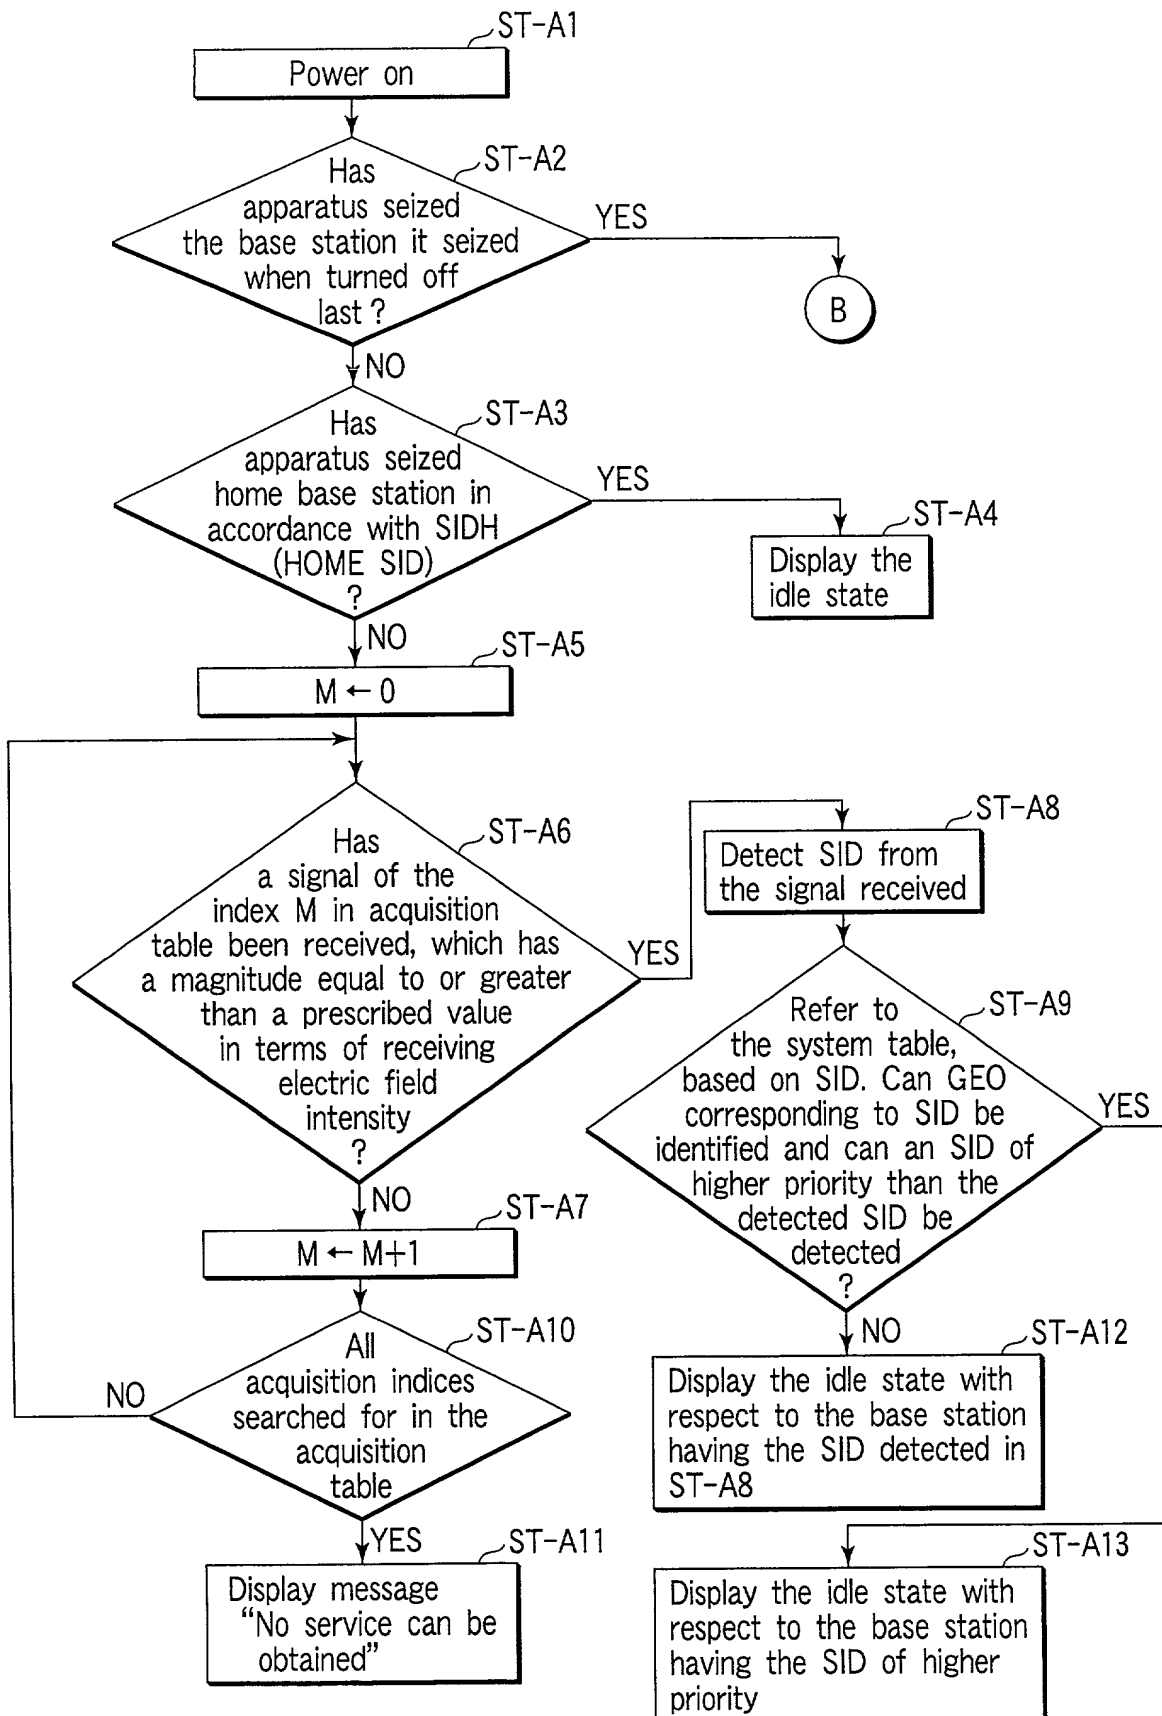 ST-A1
Power on
ST-A2
Has
apparatus seized
the base station it seized
when turned off
last ?
YES
B
NO
ST-A3
Has
apparatus seized
home base station in
accordance with SIDH
(HOME SID)
?
YES
ST-A4
Display the
idle state
NO
ST-A5
M ← 0
ST-A6
Has
a signal of the
index M in acquisition
table been received, which has
a magnitude equal to or greater
than a prescribed value
in terms of receiving
electric field
intensity
?
YES
NO
ST-A7
M ← M+1
ST-A10
All
acquisition indices
searched for in the
acquisition
table
NO
YES
ST-A11
Display message
“No service can be
obtained”
ST-A8
Detect SID from
the signal received
ST-A9
Refer to
the system table,
based on SID. Can GEO
corresponding to SID be
identified and can an SID of
higher priority than the
detected SID be
detected
?
YES
NO
ST-A12
Display the idle state with
respect to the base station
having the SID detected in
ST-A8
ST-A13
Display the idle state with
respect to the base station
having the SID of higher
priority